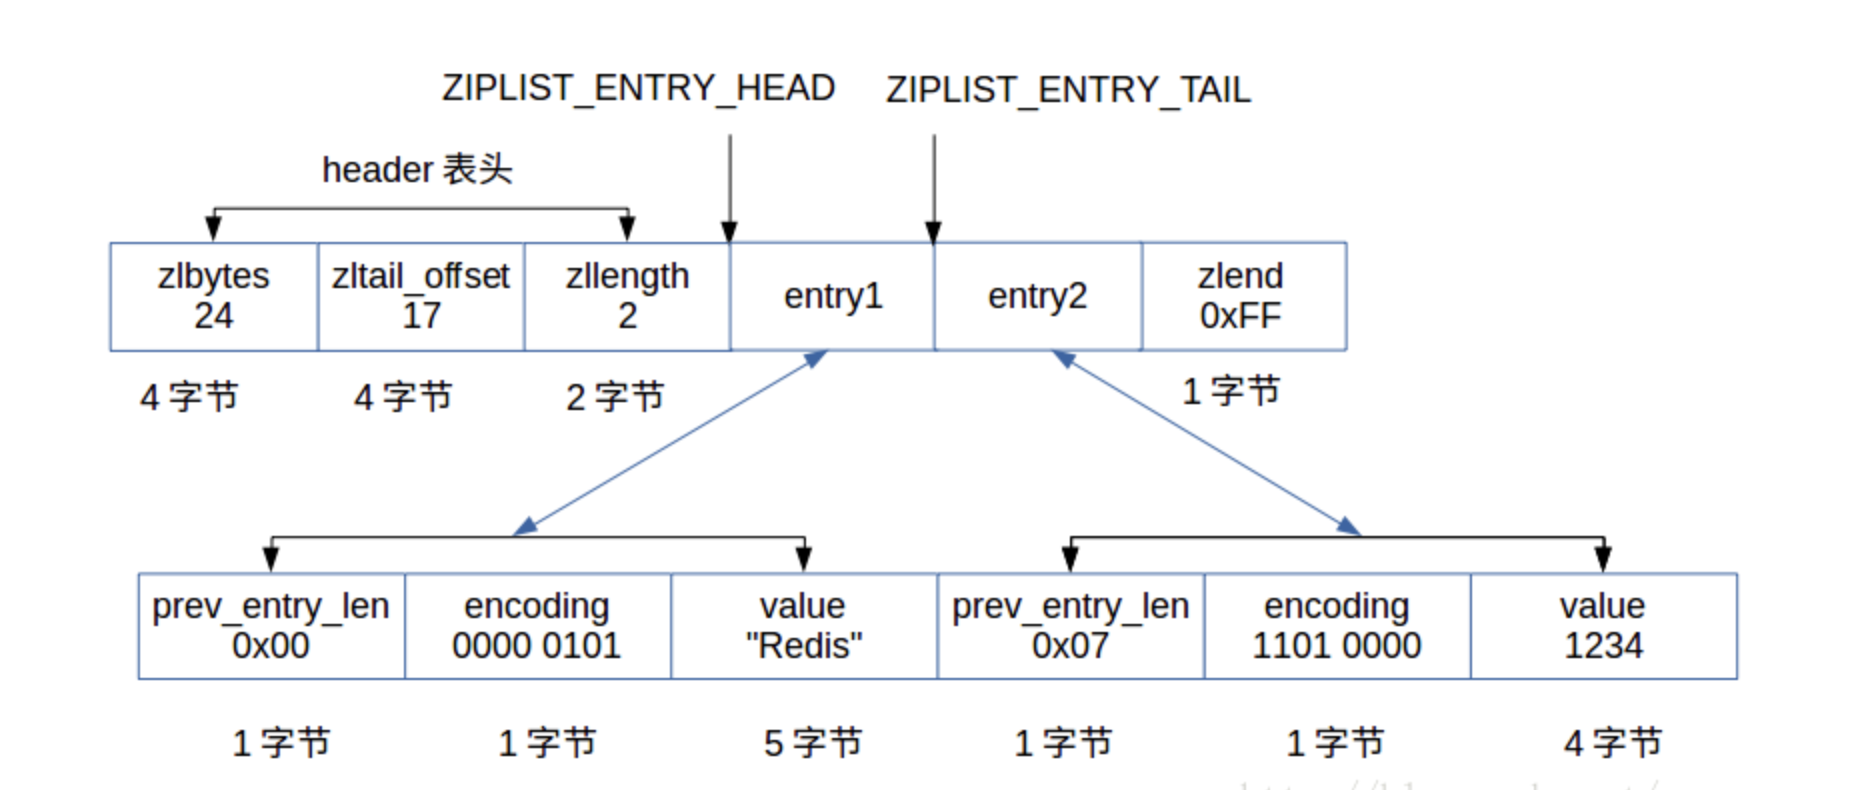 ZIPLIST_ENTRY_HEAD ZIPLIST_ENTRY_TAIL
header 表头
zlbytes zltail_offset zllength entry1 entry2 zlend
24 17 2 0xFF
4 字节 4 字节 2 字节 1 字节
prev_entry_len encoding value prev_entry_len encoding value
0x00 0000 0101 "Redis" 0x07 1101 0000 1234
1 字节 1 字节 5 字节 1 字节 1 字节 4 字节